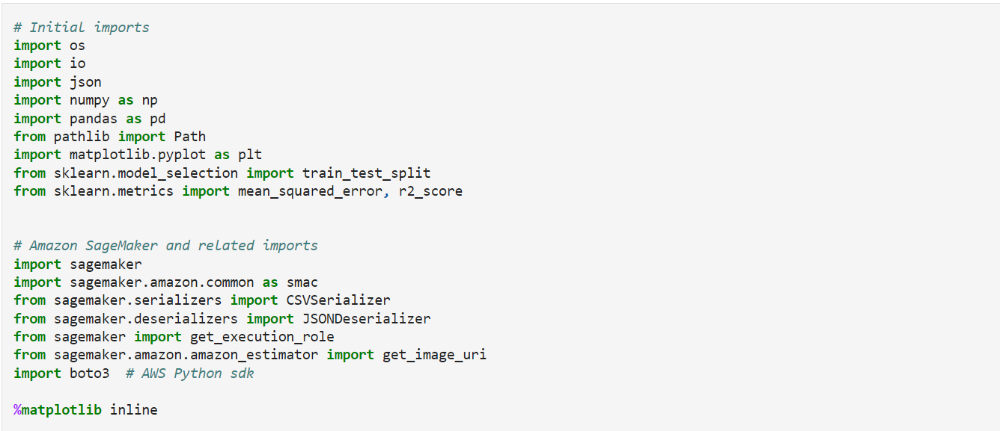 # Initial imports
import os
import io
import json
import numpy as np
import pandas as pd
from pathlib import Path
import matplotlib.pyplot as plt
from sklearn.model_selection import train_test_split
from sklearn.metrics import mean_squared_error, r2_score
# Amazon SageMaker and related imports
import sagemaker
import sagemaker.amazon.common as smac
from sagemaker.serializers import CSVSerializer
from sagemaker.deserializers import JSONDeserializer
from sagemaker import get_execution_role
from sagemaker.amazon.amazon_estimator import get_image_uri
import boto3  # AWS Python sdk
%matplotlib inline